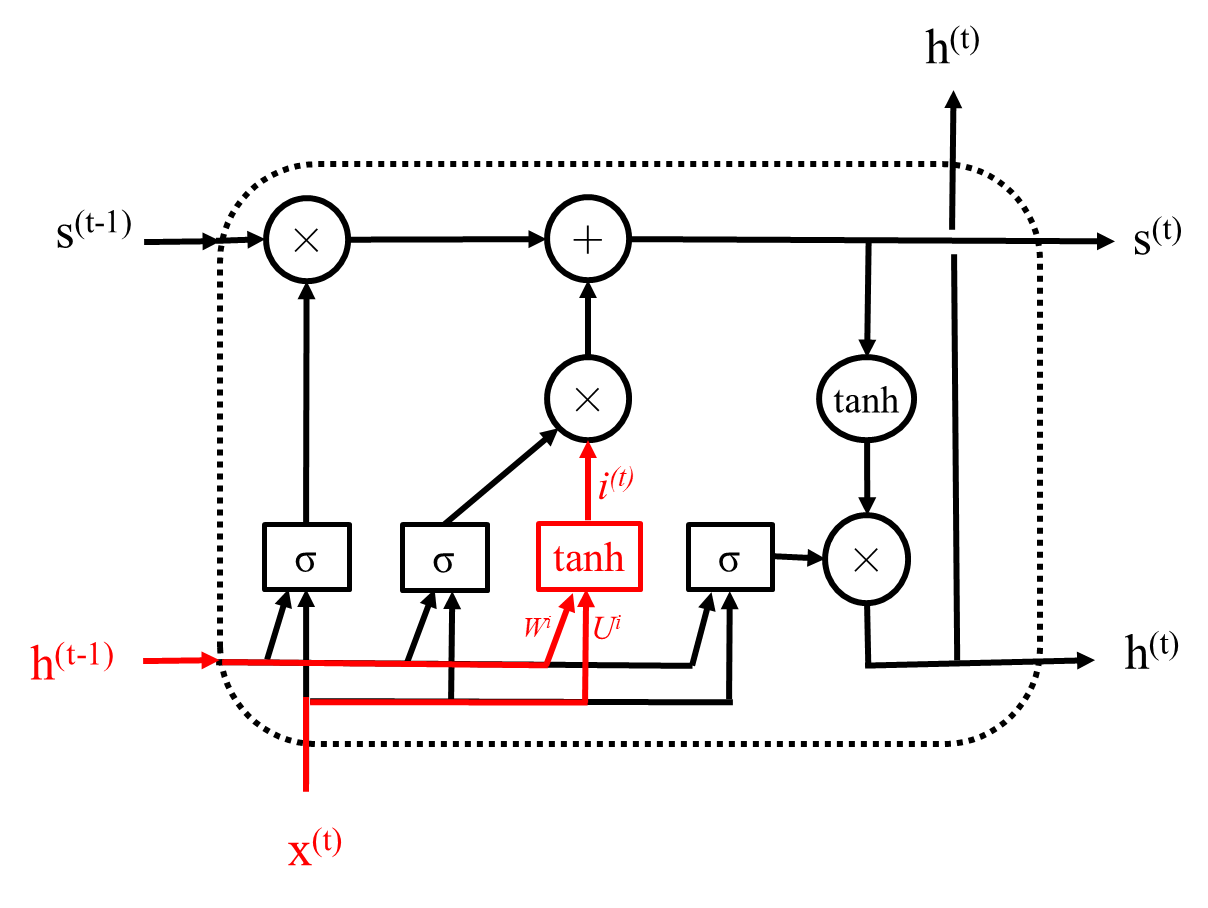 h⁽ᵗ⁾
s⁽ᵗ⁻¹⁾ × + s⁽ᵗ⁾
× tanh
i⁽ᵗ⁾
σ σ tanh σ ×
Wⁱ Uⁱ
h⁽ᵗ⁻¹⁾ h⁽ᵗ⁾
x⁽ᵗ⁾